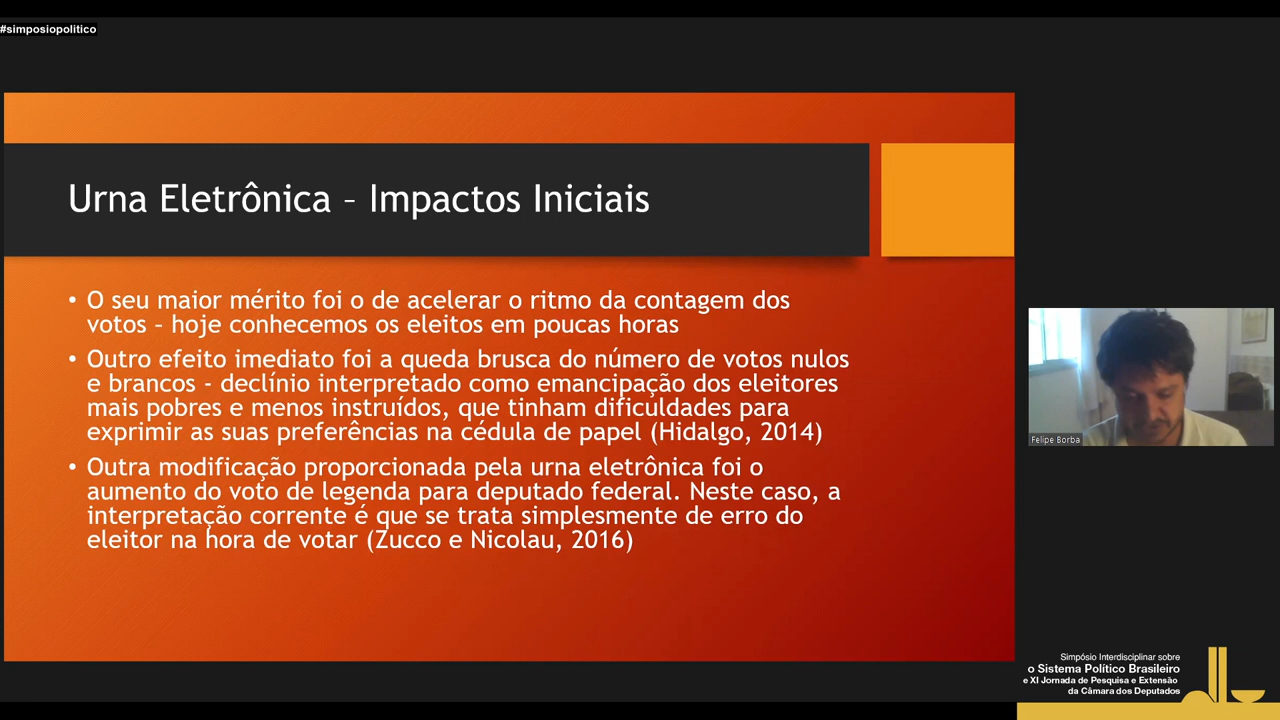 #simposiopolitico
Urna Eletrônica – Impactos Iniciais
• O seu maior mérito foi o de acelerar o ritmo da contagem dos
votos – hoje conhecemos os eleitos em poucas horas
• Outro efeito imediato foi a queda brusca do número de votos nulos
e brancos - declínio interpretado como emancipação dos eleitores
mais pobres e menos instruídos, que tinham dificuldades para
exprimir as suas preferências na cédula de papel (Hidalgo, 2014)
• Outra modificação proporcionada pela urna eletrônica foi o
aumento do voto de legenda para deputado federal. Neste caso, a
interpretação corrente é que se trata simplesmente de erro do
eleitor na hora de votar (Zucco e Nicolau, 2016)
Felipe Borba
Simpósio Interdisciplinar sobre
o Sistema Político Brasileiro
e XI Jornada de Pesquisa e Extensão
da Câmara dos Deputados